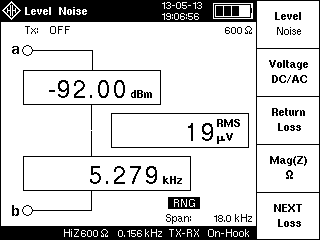 Level Noise
13-05-13
19:06:56
Tx: OFF
600 Ω
a
-92.00 dBm
19 RMS
µV
5.279 kHz
b
RNG
Span: 18.0 kHz
HiZ600 Ω 0.156 kHz TX-RX On-Hook
Level
Noise
Voltage
DC/AC
Return
Loss
Mag(Z)
Ω
NEXT
Loss